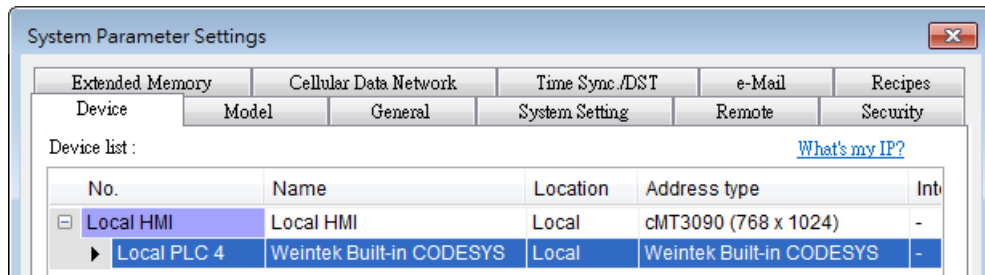 System Parameter Settings
Extended Memory Cellular Data Network Time Sync./DST e-Mail Recipes
Device Model General System Setting Remote Security
Device list : What's my IP?
No. Name Location Address type Int
Local HMI Local HMI Local cMT3090 (768 x 1024) -
Local PLC 4 Weintek Built-in CODESYS Local Weintek Built-in CODESYS -